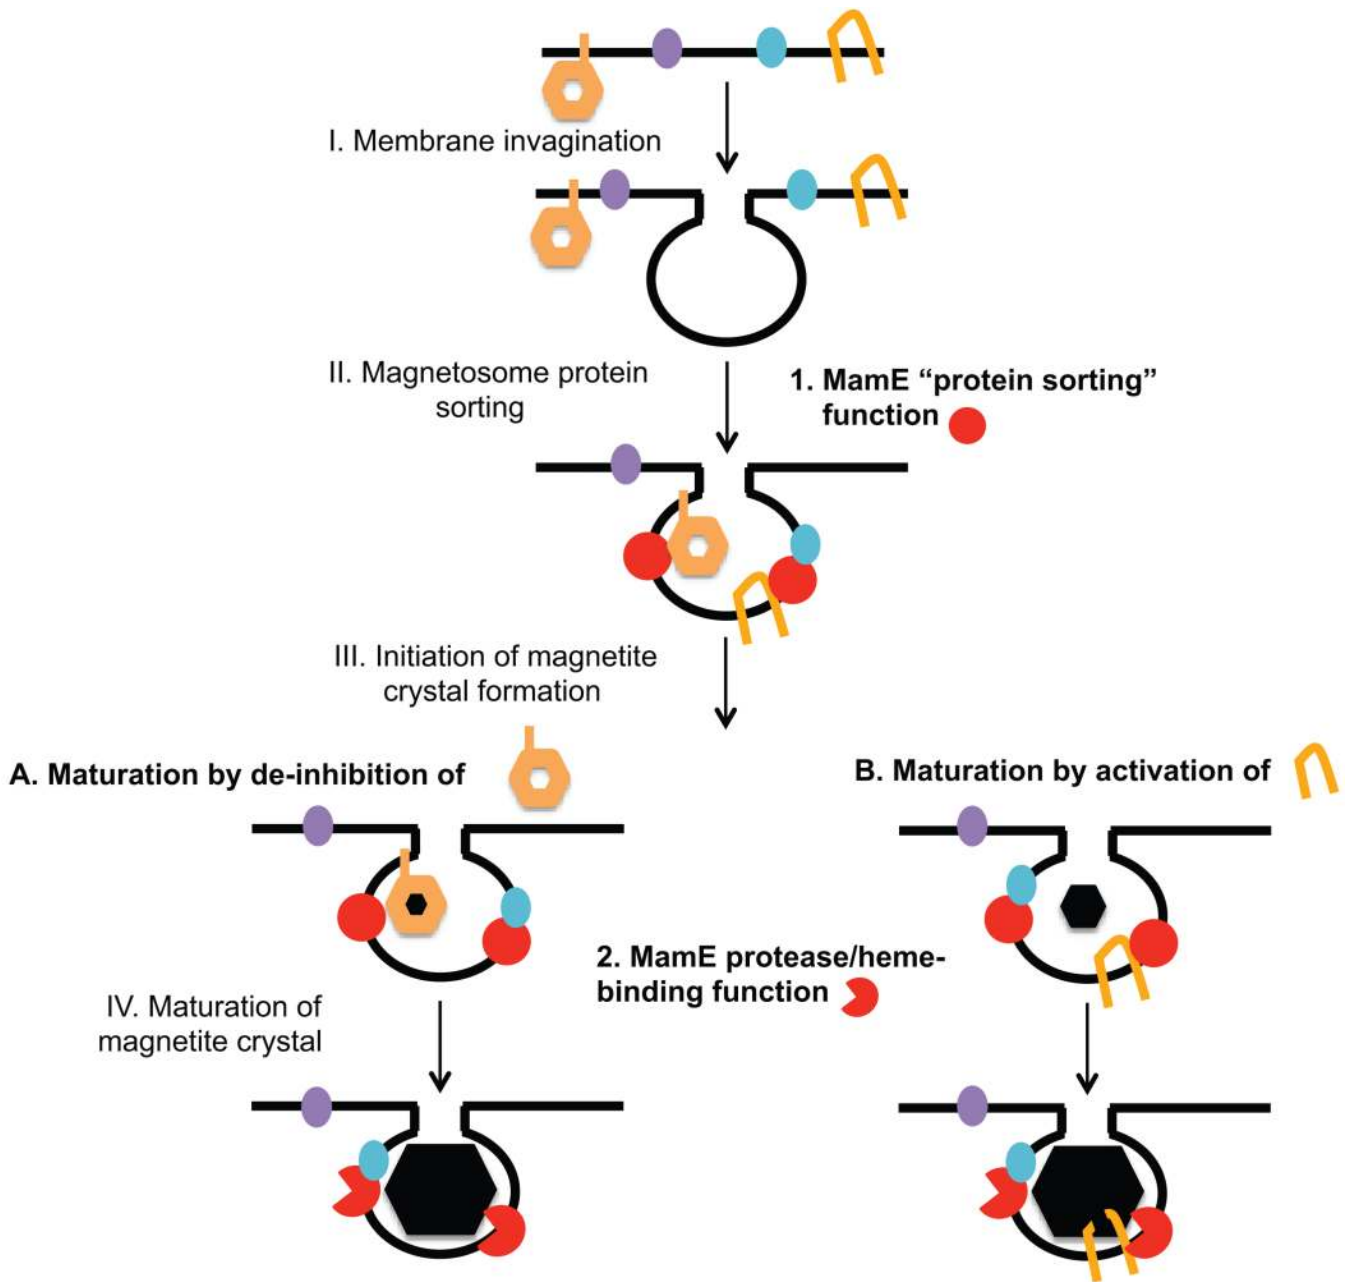 I. Membrane invagination
II. Magnetosome protein
sorting
1. MamE “protein sorting”
function
III. Initiation of magnetite
crystal formation
A. Maturation by de-inhibition of
B. Maturation by activation of
2. MamE protease/heme-
binding function
IV. Maturation of
magnetite crystal